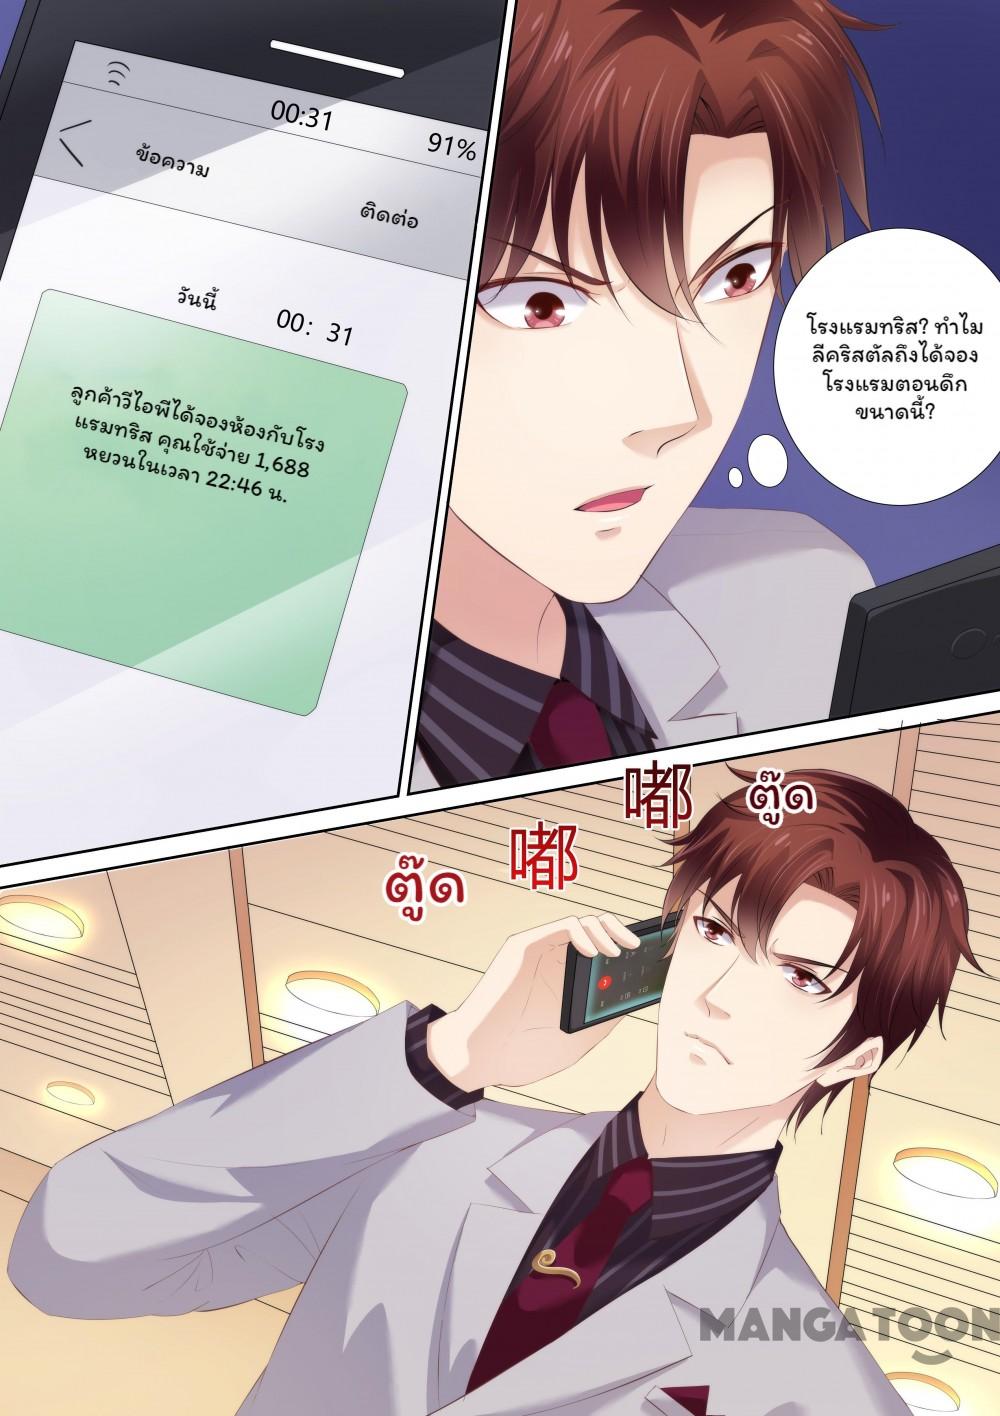 00:31
91%
ข้อความ
ติดต่อ
วันนี้
00: 31
ลูกค้าวีไอพีได้จองห้องกับโรง
แรมทริส คุณใช้จ่าย 1,688
หยวนในเวลา 22:46 น.
โรงแรมทริส? ทำไม
ลีคริสตัลถึงได้จอง
โรงแรมตอนดึก
ขนาดนี้?
ตู๊ด
嘟
嘟
ตู๊ด
MANGATOON